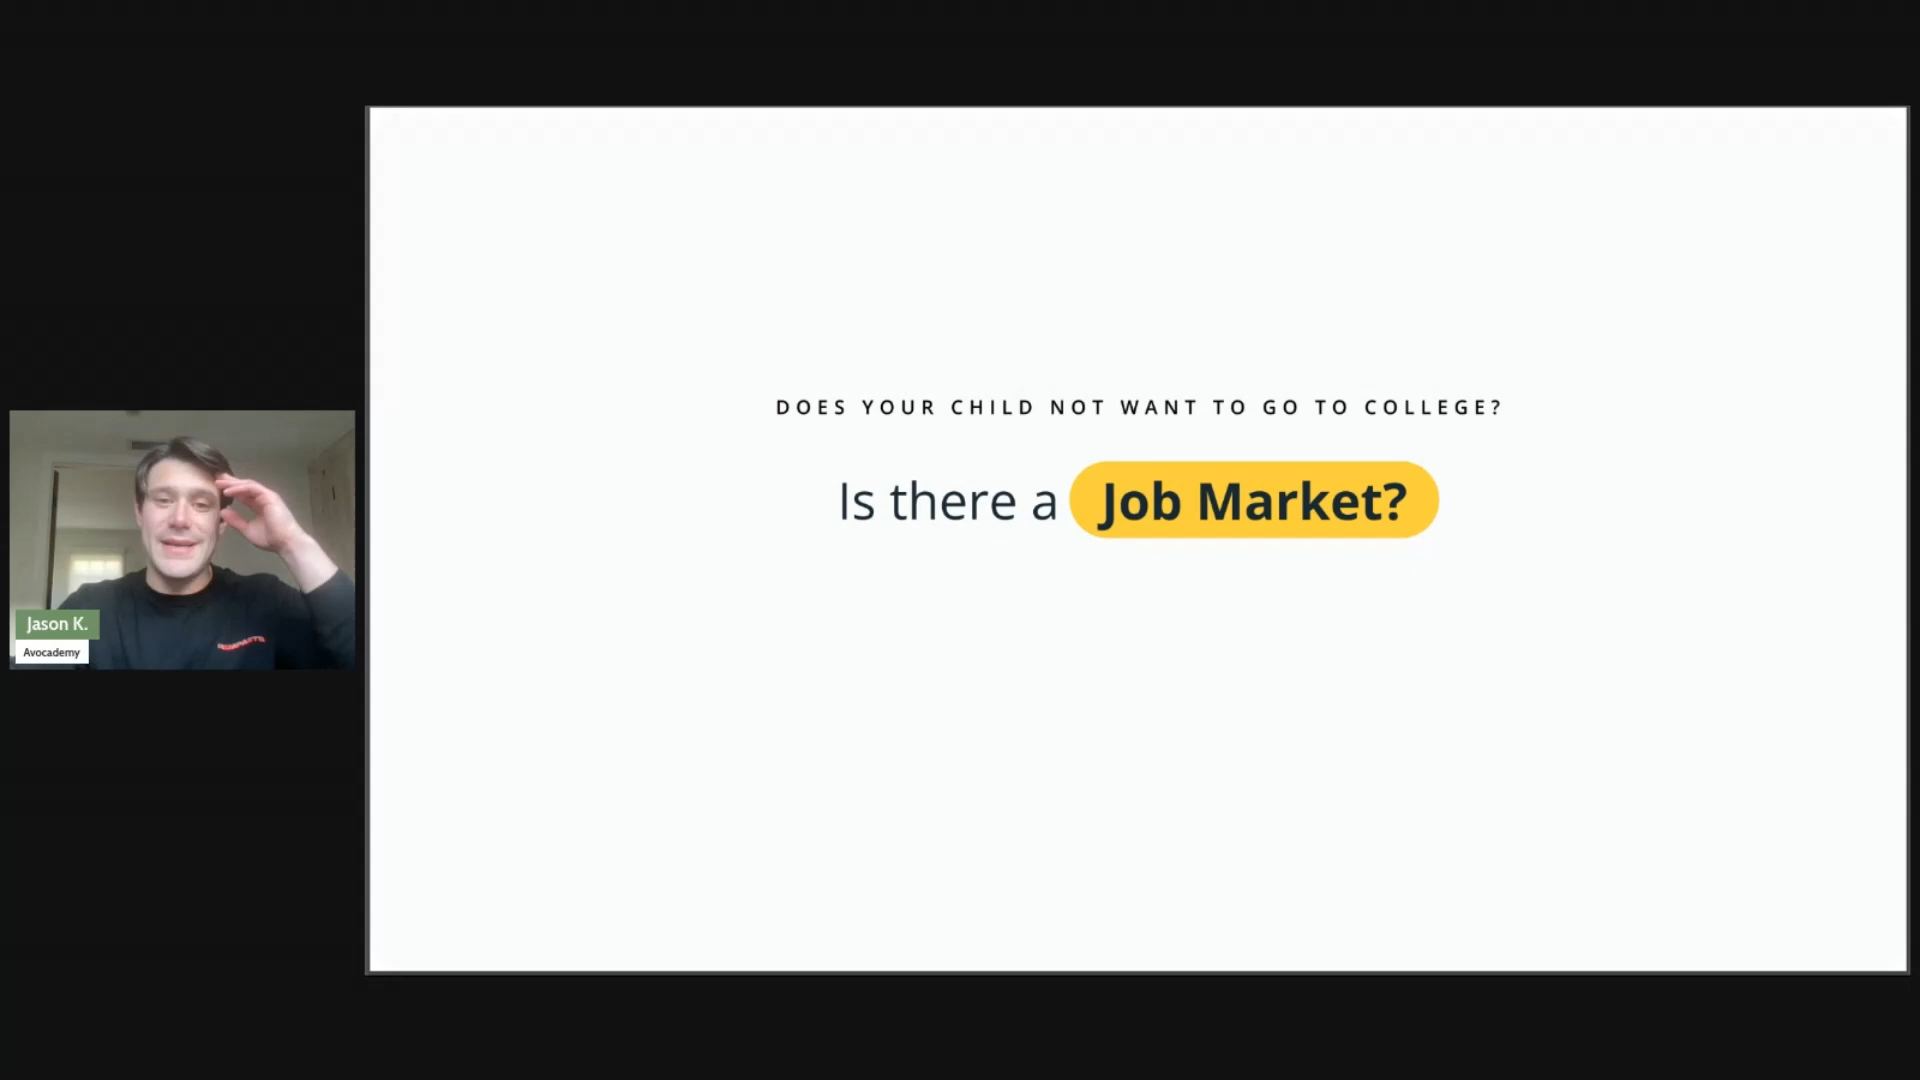 DOES YOUR CHILD NOT WANT TO GO TO COLLEGE?
Is there a Job Market?
Jason K.
Avocademy